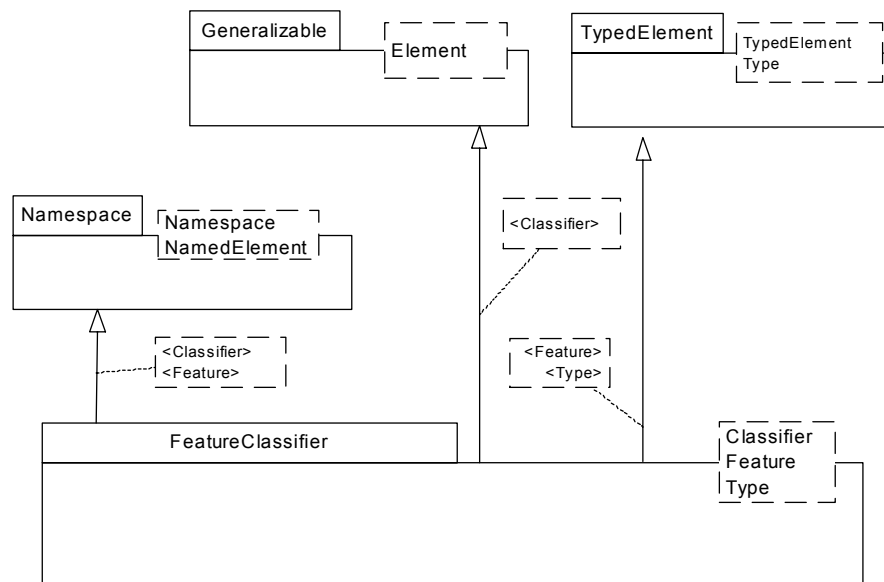 Generalizable
Element
TypedElement
TypedElement
Type
Namespace
Namespace
NamedElement
<Classifier>
<Classifier>
<Feature>
<Feature>
<Type>
FeatureClassifier
Classifier
Feature
Type